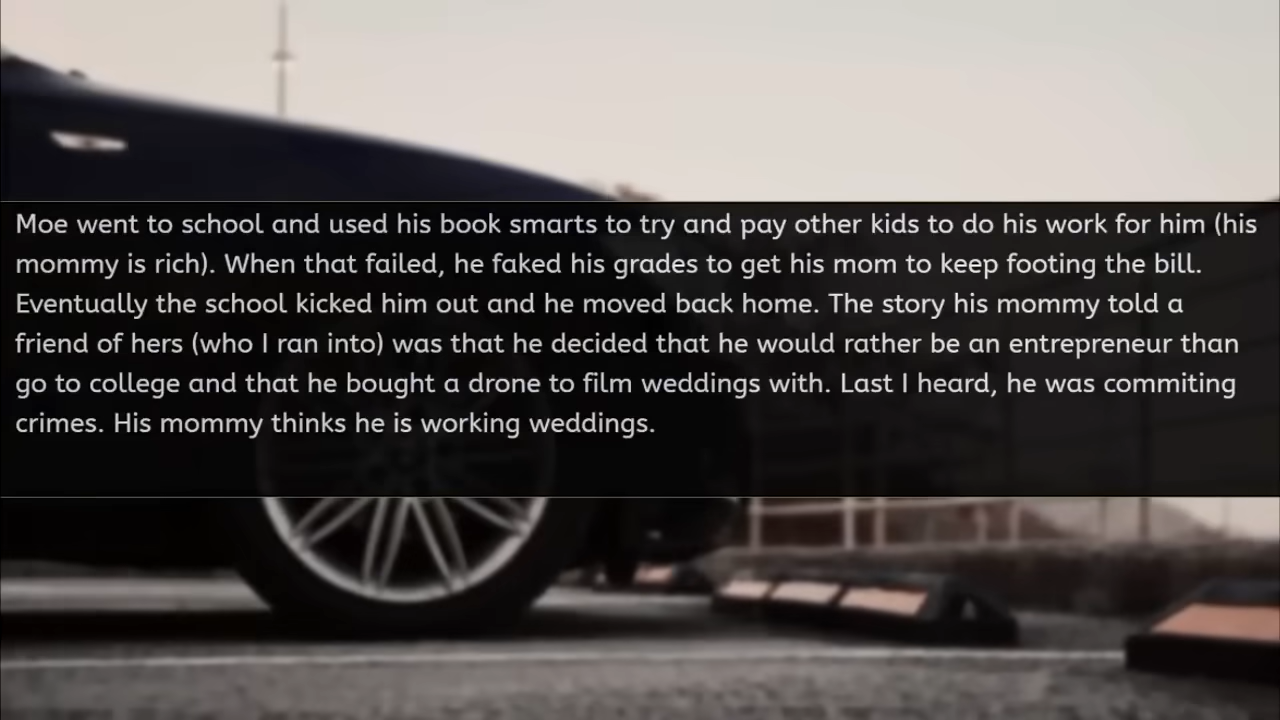 Moe went to school and used his book smarts to try and pay other kids to do his work for him (his
mommy is rich). When that failed, he faked his grades to get his mom to keep footing the bill.
Eventually the school kicked him out and he moved back home. The story his mommy told a
friend of hers (who I ran into) was that he decided that he would rather be an entrepreneur than
go to college and that he bought a drone to film weddings with. Last I heard, he was commiting
crimes. His mommy thinks he is working weddings.